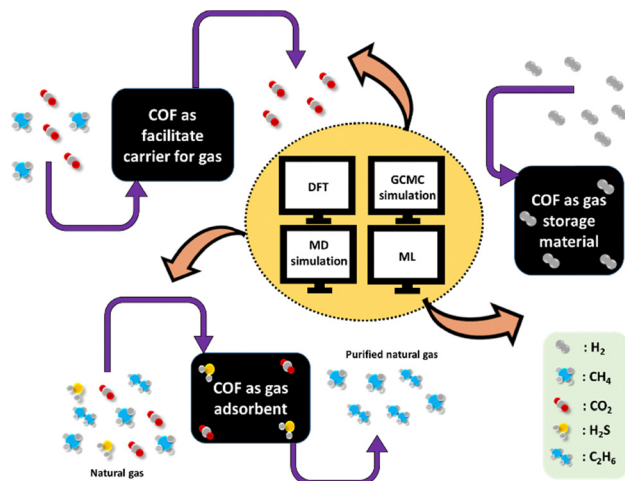 COF as
facilitate
carrier for gas
DFT
GCMC
simulation
MD
simulation
ML
COF as gas
storage
material
COF as gas
adsorbent
Natural gas
Purified natural gas
: H₂
: CH₄
: CO₂
: H₂S
: C₂H₆